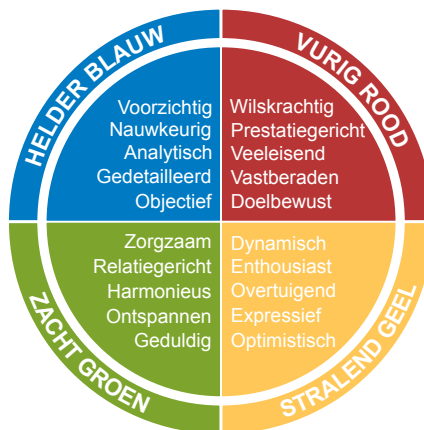 HELDER BLAUW
Voorzichtig
Nauwkeurig
Analytisch
Gedetailleerd
Objectief
VURIG ROOD
Wilskrachtig
Prestatiegericht
Veeleisend
Vastberaden
Doelbewust
ZACHT GROEN
Zorgzaam
Relatiegericht
Harmonieus
Ontspannen
Geduldig
STRALEND GEEL
Dynamisch
Enthousiast
Overtuigend
Expressief
Optimistisch